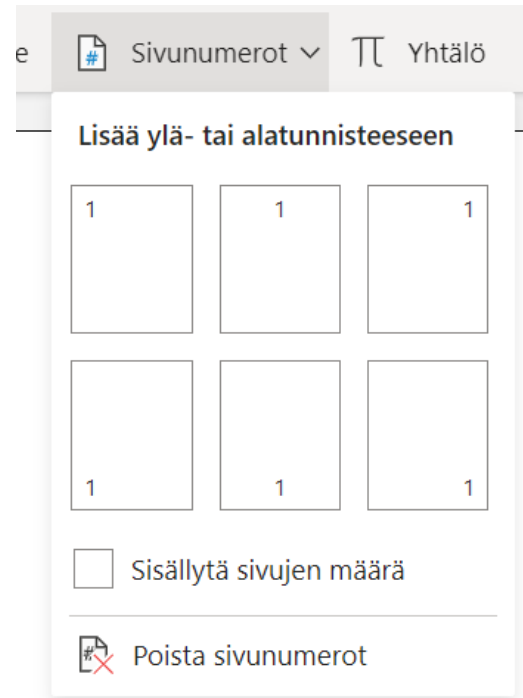 e # Sivunumerot π Yhtälö
Lisää ylä- tai alatunnisteeseen
1 1 1
1 1 1
Sisällytä sivujen määrä
# Poista sivunumerot